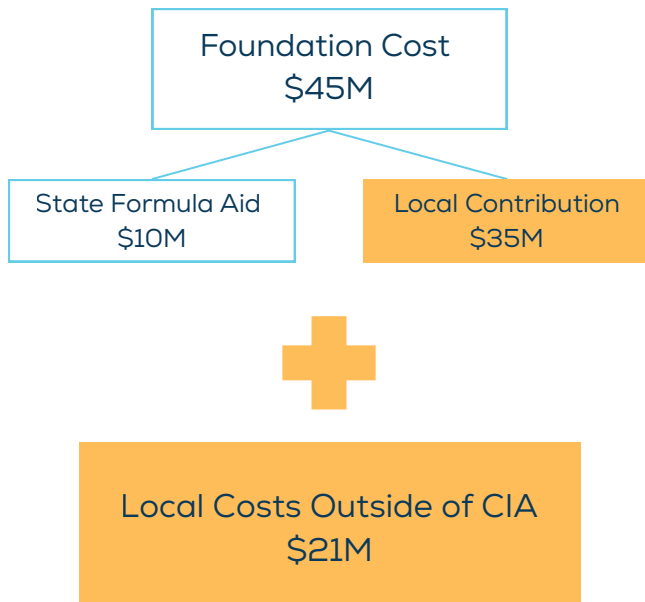 Foundation Cost
$45M
State Formula Aid
$10M
Local Contribution
$35M
Local Costs Outside of CIA
$21M